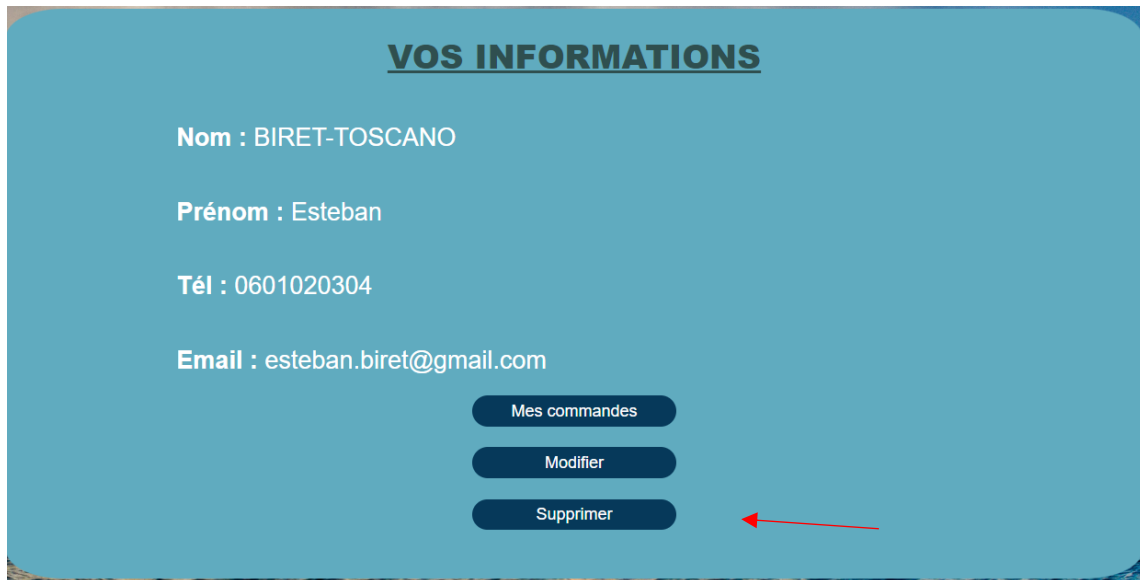 VOS INFORMATIONS
Nom : BIRET-TOSCANO
Prénom : Esteban
Tél : 0601020304
Email : esteban.biret@gmail.com
Mes commandes
Modifier
Supprimer